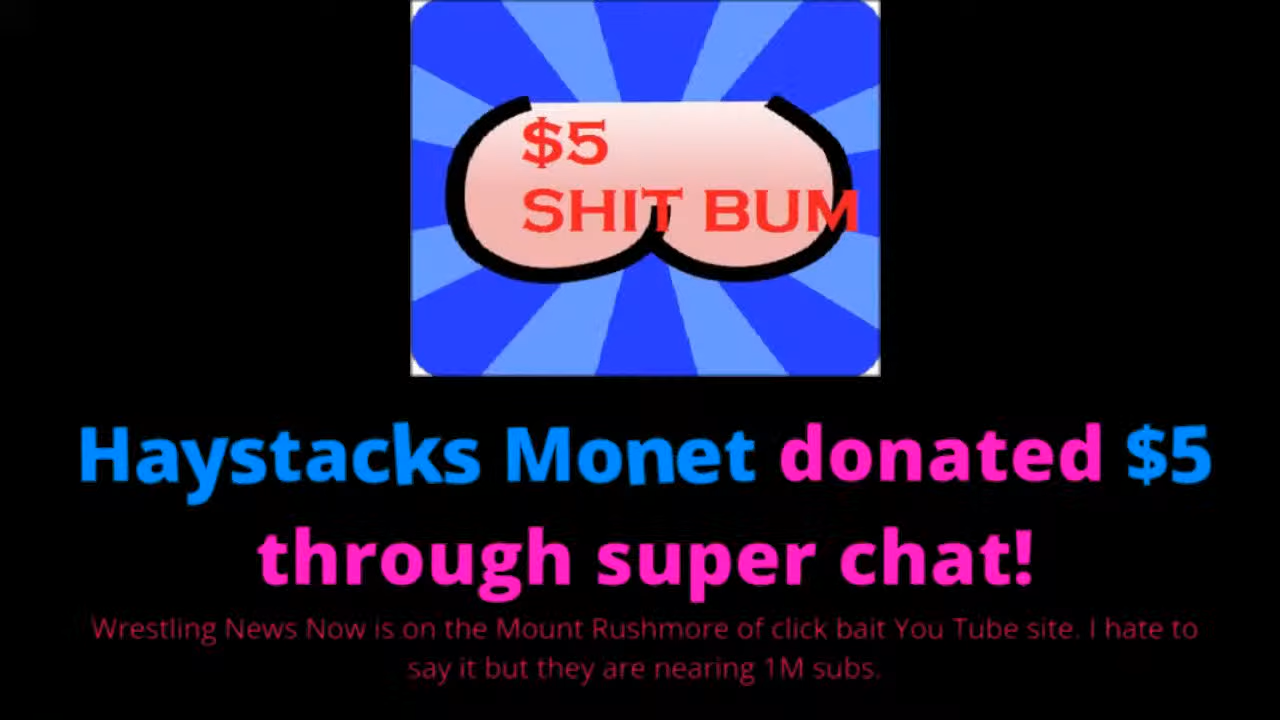 $5
SHIT BUM
Haystacks Monet donated $5
through super chat!
Wrestling News Now is on the Mount Rushmore of click bait You Tube site. I hate to
say it but they are nearing 1M subs.